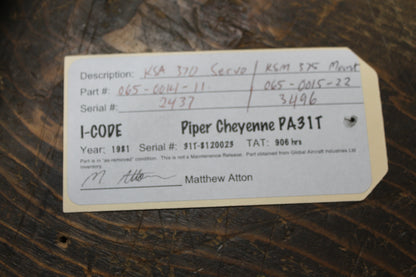 Description: KSA 370 Servo / KSM 375 Mount
Part #: 065-0041-11 065-0015-22
Serial #: 2437 3496
I-CODE Piper Cheyenne PA31T
Year: 1981 Serial #: 31T-8120023 TAT: 906 hrs
Part is in "as removed" condition. This is not a Maintenance Release. Part obtained from Global Aircraft Industries Ltd
inventory.
M Atton Matthew Atton